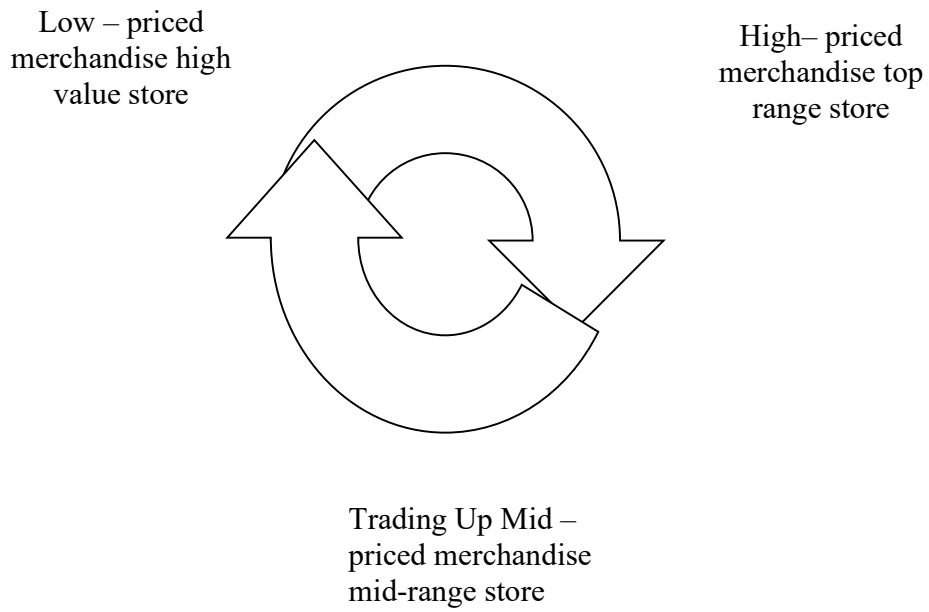 Low – priced
merchandise high
value store
High– priced
merchandise top
range store
Trading Up Mid –
priced merchandise
mid-range store